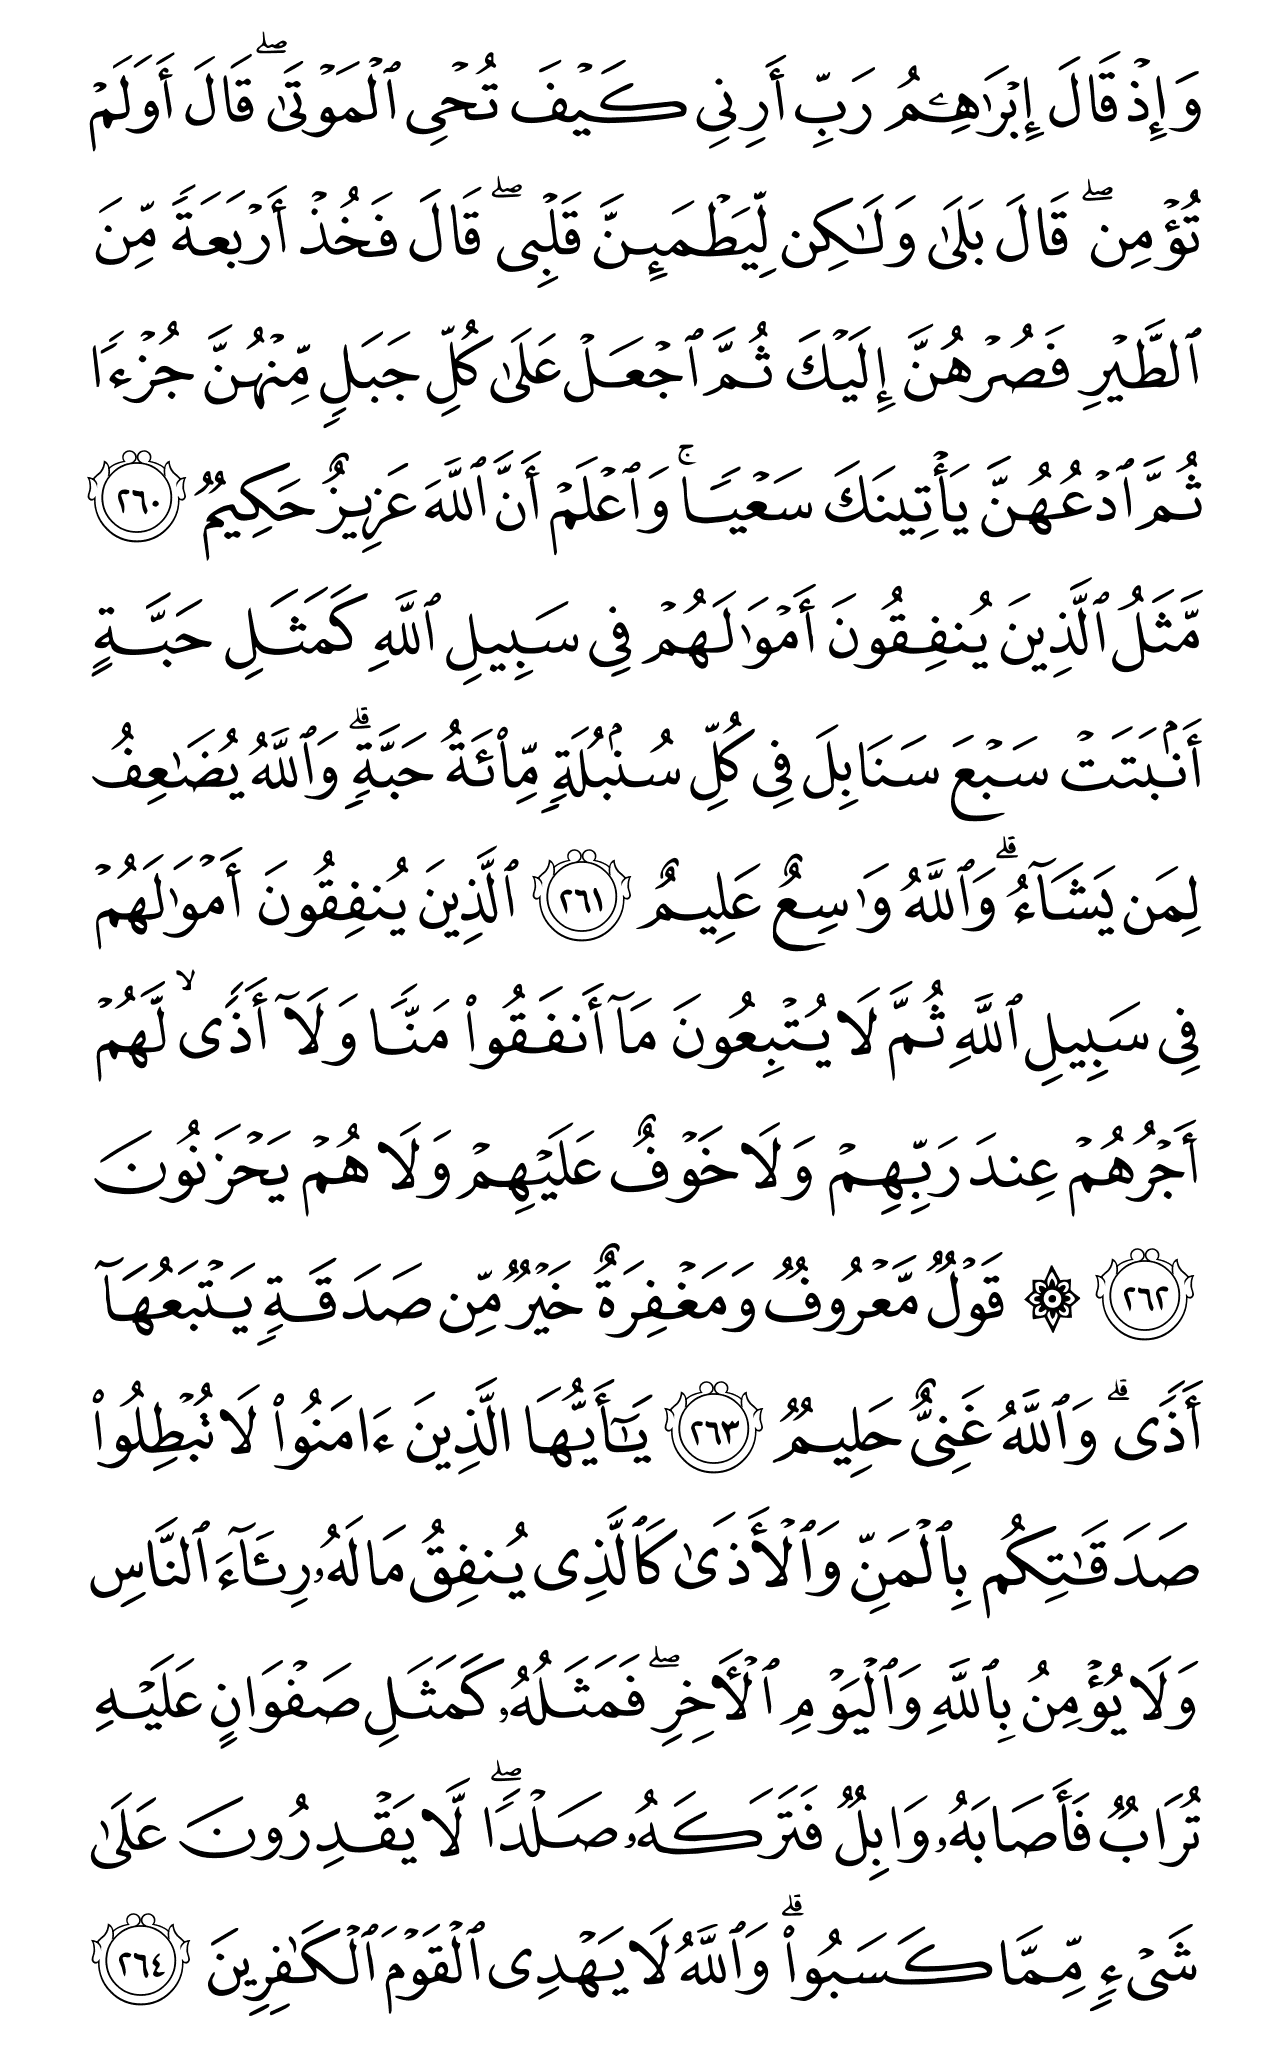 وَإِذْ قَالَ إِبْرَٰهِـۧمُ رَبِّ أَرِنِى كَيْفَ تُحْىِ ٱلْمَوْتَىٰ ۖ قَالَ أَوَلَمْ
تُؤْمِن ۖ قَالَ بَلَىٰ وَلَـٰكِن لِّيَطْمَئِنَّ قَلْبِى ۖ قَالَ فَخُذْ أَرْبَعَةً مِّنَ
ٱلطَّيْرِ فَصُرْهُنَّ إِلَيْكَ ثُمَّ ٱجْعَلْ عَلَىٰ كُلِّ جَبَلٍ مِّنْهُنَّ جُزْءًا
ثُمَّ ٱدْعُهُنَّ يَأْتِينَكَ سَعْيًا ۚ وَٱعْلَمْ أَنَّ ٱللَّهَ عَزِيزٌ حَكِيمٌ ٢٦٠
مَّثَلُ ٱلَّذِينَ يُنفِقُونَ أَمْوَٰلَهُمْ فِى سَبِيلِ ٱللَّهِ كَمَثَلِ حَبَّةٍ
أَنۢبَتَتْ سَبْعَ سَنَابِلَ فِى كُلِّ سُنۢبُلَةٍ مِّا۟ئَةُ حَبَّةٍ ۗ وَٱللَّهُ يُضَـٰعِفُ
لِمَن يَشَآءُ ۗ وَٱللَّهُ وَٰسِعٌ عَلِيمٌ ٢٦١ ٱلَّذِينَ يُنفِقُونَ أَمْوَٰلَهُمْ
فِى سَبِيلِ ٱللَّهِ ثُمَّ لَا يُتْبِعُونَ مَآ أَنفَقُوا۟ مَنًّا وَلَآ أَذًى ۙ لَّهُمْ
أَجْرُهُمْ عِندَ رَبِّهِمْ وَلَا خَوْفٌ عَلَيْهِمْ وَلَا هُمْ يَحْزَنُونَ
٢٦٢ ۞ قَوْلٌ مَّعْرُوفٌ وَمَغْفِرَةٌ خَيْرٌ مِّن صَدَقَةٍ يَتْبَعُهَآ
أَذًى ۗ وَٱللَّهُ غَنِىٌّ حَلِيمٌ ٢٦٣ يَـٰٓأَيُّهَا ٱلَّذِينَ ءَامَنُوا۟ لَا تُبْطِلُوا۟
صَدَقَـٰتِكُم بِٱلْمَنِّ وَٱلْأَذَىٰ كَٱلَّذِى يُنفِقُ مَالَهُۥ رِئَآءَ ٱلنَّاسِ
وَلَا يُؤْمِنُ بِٱللَّهِ وَٱلْيَوْمِ ٱلْـَٔاخِرِ ۖ فَمَثَلُهُۥ كَمَثَلِ صَفْوَانٍ عَلَيْهِ
تُرَابٌ فَأَصَابَهُۥ وَابِلٌ فَتَرَكَهُۥ صَلْدًا ۖ لَّا يَقْدِرُونَ عَلَىٰ
شَىْءٍ مِّمَّا كَسَبُوا۟ ۗ وَٱللَّهُ لَا يَهْدِى ٱلْقَوْمَ ٱلْكَـٰفِرِينَ ٢٦٤